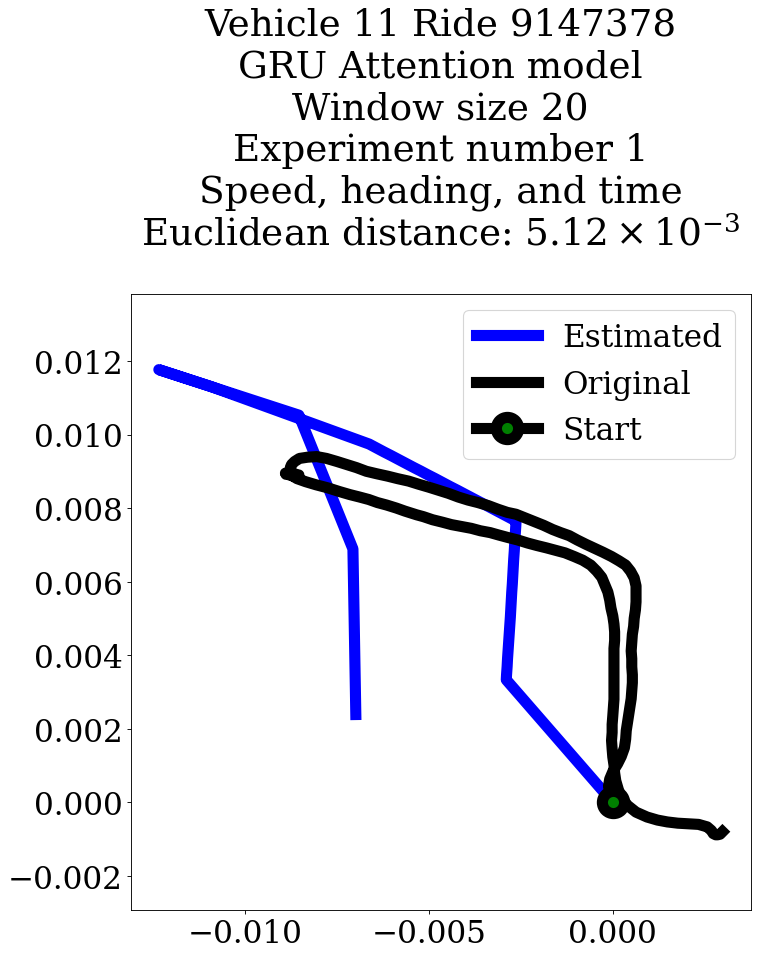 Vehicle 11 Ride 9147378
GRU Attention model
Window size 20
Experiment number 1
Speed, heading, and time
Euclidean distance: 5.12 × 10⁻³
Estimated
Original
Start
0.012
0.010
0.008
0.006
0.004
0.002
0.000
−0.002
−0.010
−0.005
0.000